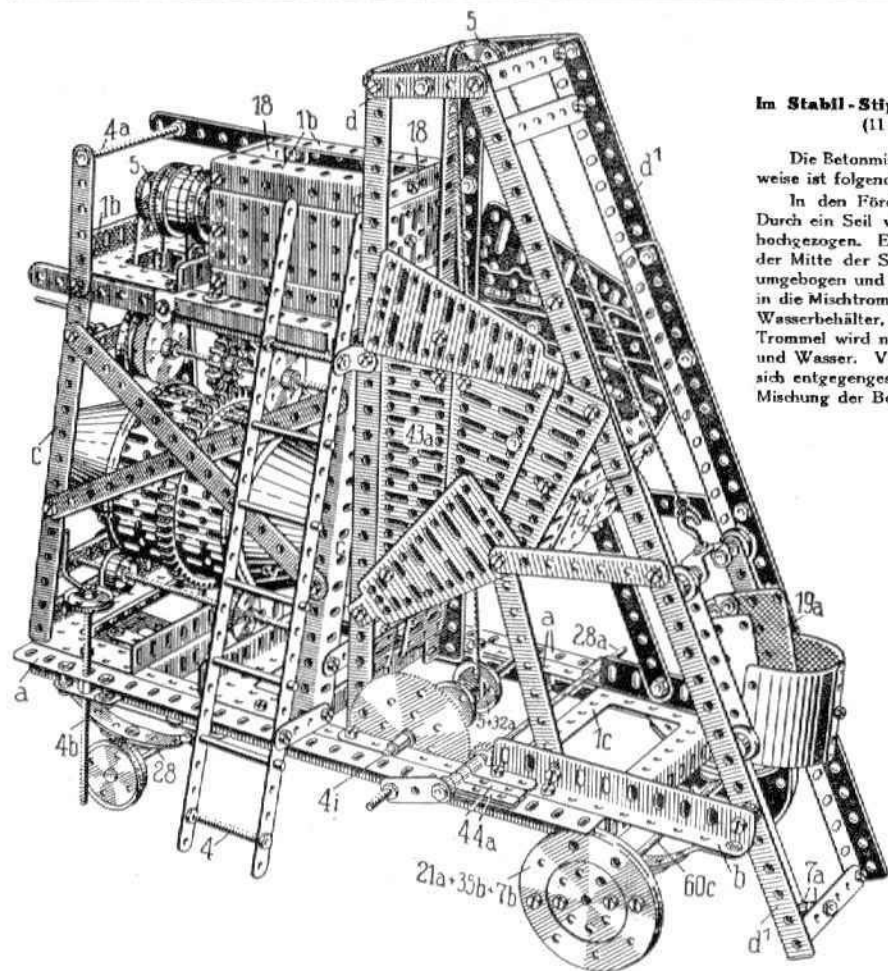 5
18
1b
4a
d
18
d¹
5
1b
c
43a
19a
a
28a
a
5+32a
1c
4b
28
4i
44a
4
21a+35b+7b
60c
b
7a
d¹
Im Stabil-Stip
(11
Die Betonmi
weise ist folgend
In den Förd
Durch ein Seil v
hochgezogen. E
der Mitte der S
umgebogen und
in die Mischtrom
Wasserbehälter,
Trommel wird n
und Wasser. V
sich entgegenges
Mischung der Be